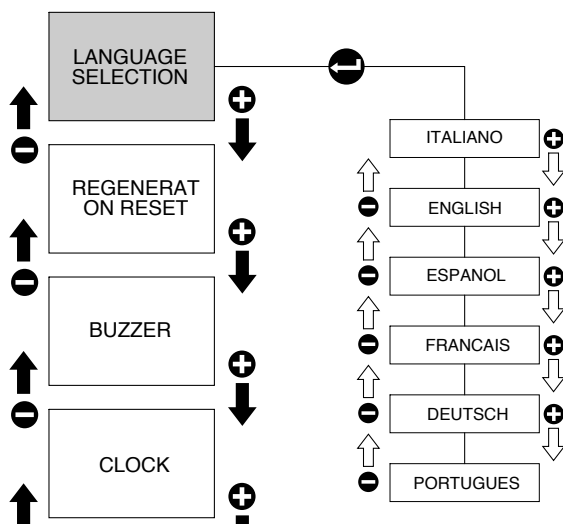 LANGUAGE
SELECTION
REGENERAT
ON RESET
BUZZER
CLOCK
ITALIANO
ENGLISH
ESPANOL
FRANCAIS
DEUTSCH
PORTUGUES